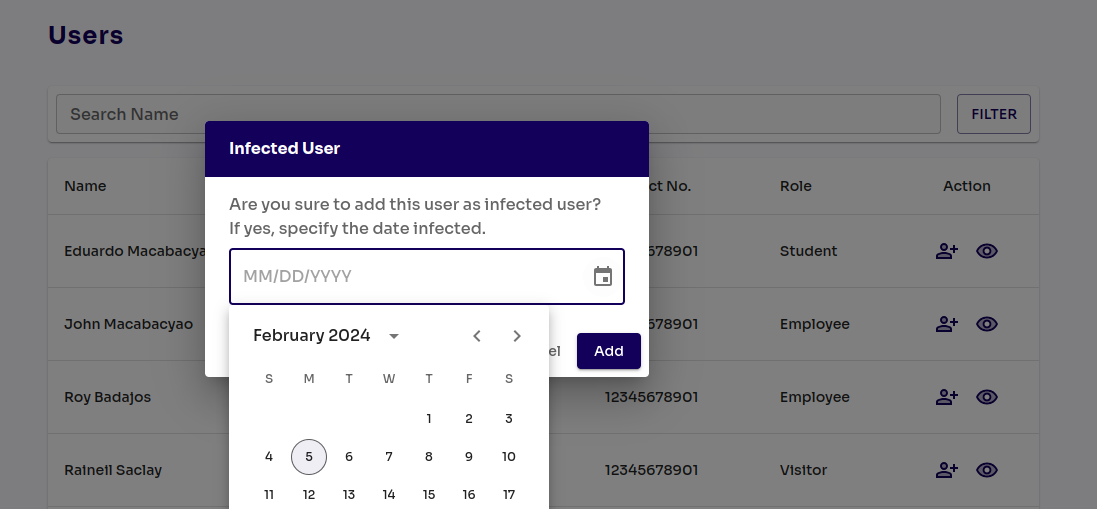 Users
Search Name
FILTER
Infected User
Name
ct No.
Role
Action
Are you sure to add this user as infected user?
If yes, specify the date infected.
Eduardo Macabacya
678901
Student
MM/DD/YYYY
John Macabacyao
678901
Employee
February 2024
el
Add
S M T W T F S
Roy Badajos
12345678901
Employee
1 2 3
4 5 6 7 8 9 10
Raineil Saclay
12345678901
Visitor
11 12 13 14 15 16 17